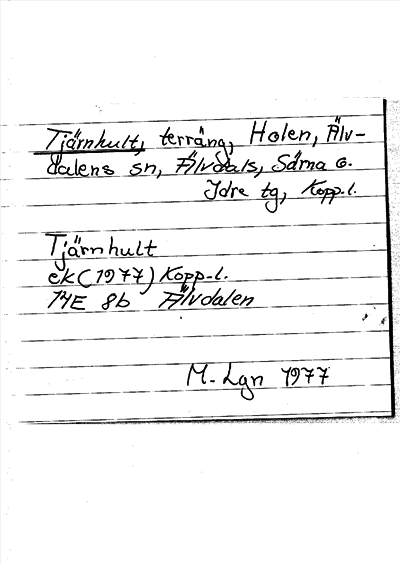 Tjärnhult, terräng, Holen, Älv-
dalens sn, Älvdals, Särna o.
Idre tg, Kopp.l.
Tjärnhult
ek (1977) Kopp-l.
14E 8b Älvdalen
M. Lgn 1977